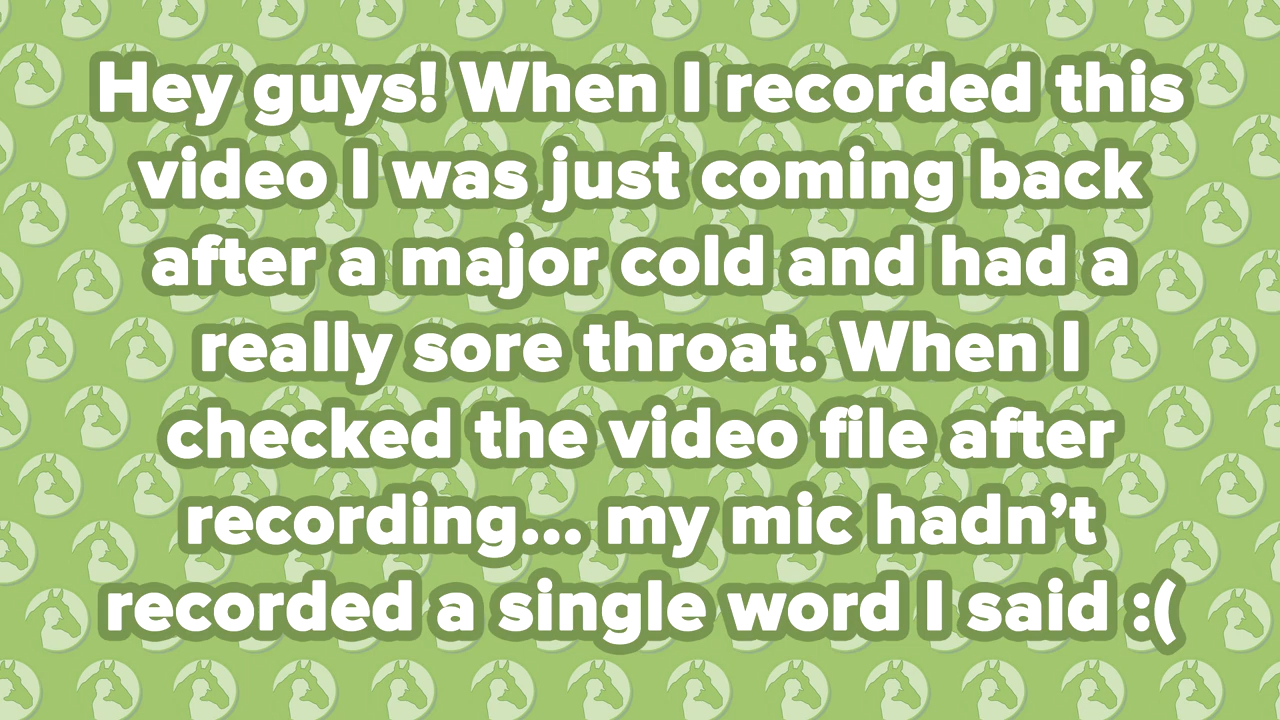 Hey guys! When I recorded this
video I was just coming back
after a major cold and had a
really sore throat. When I
checked the video file after
recording... my mic hadn’t
recorded a single word I said :(